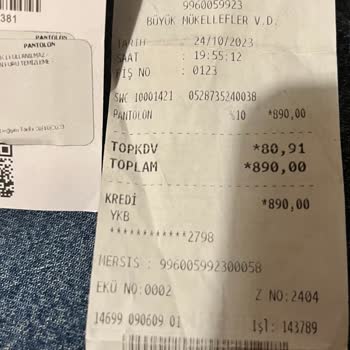 9960059923
BÜYÜK MÜKELLEFLER V.D.
TARİH : 24/10/2023
SAAT : 19:55:12
FİŞ NO : 0123
SWC 10001421 0528735240038
PANTOLON %10 *890,00
TOPKDV *80,91
TOPLAM *890,00
KREDİ *890,00
YKB
************2798
MERSIS : 996005992300058
EKÜ NO:0002 Z NO:2404
14699 090609 01 İşl: 143789
381
PANTOLON
PANTOLON